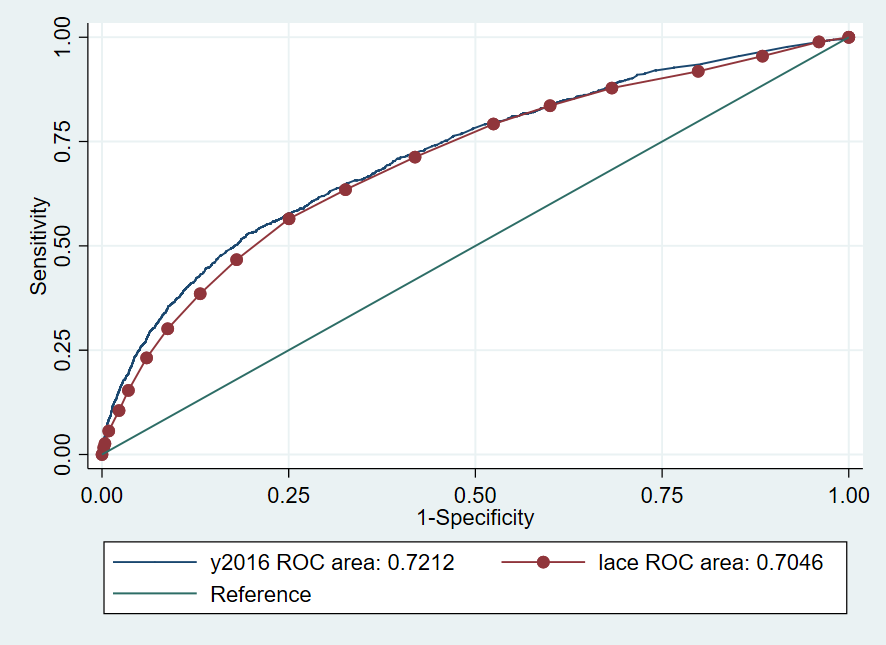 1.00
0.75
0.50
0.25
0.00
Sensitivity
0.00 0.25 0.50 0.75 1.00
1-Specificity
y2016 ROC area: 0.7212 lace ROC area: 0.7046
Reference